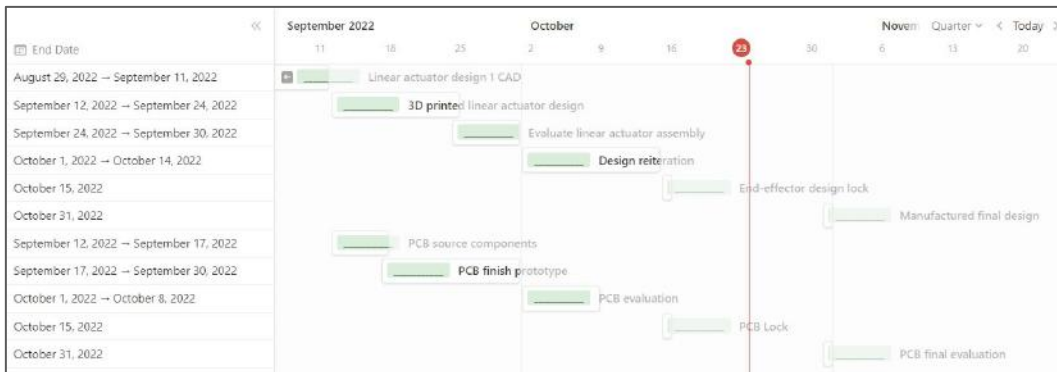 September 2022 October Novem Quarter Today
End Date 11 18 25 2 9 16 23 30 6 13 20
August 29, 2022 → September 11, 2022 Linear actuator design 1 CAD
September 12, 2022 → September 24, 2022 3D printed linear actuator design
September 24, 2022 → September 30, 2022 Evaluate linear actuator assembly
October 1, 2022 → October 14, 2022 Design reiteration
October 15, 2022 End-effector design lock
October 31, 2022 Manufactured final design
September 12, 2022 → September 17, 2022 PCB source components
September 17, 2022 → September 30, 2022 PCB finish prototype
October 1, 2022 → October 8, 2022 PCB evaluation
October 15, 2022 PCB Lock
October 31, 2022 PCB final evaluation